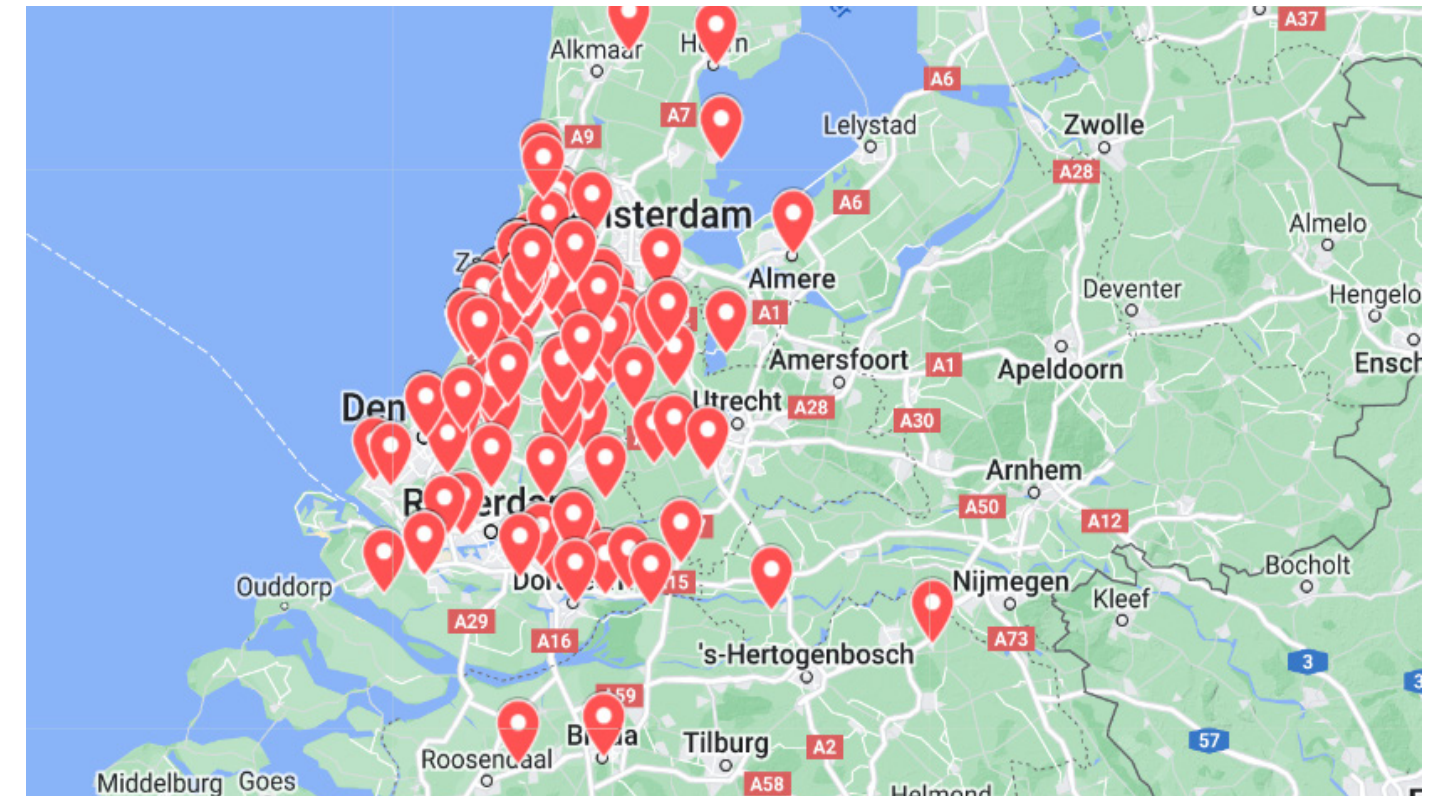 A37
Alkmaar
A6
A7
Lelystad
Zwolle
A9
A28
A6
Almelo
Almere
Deventer
Hengelo
A1
Amersfoort
A1
Apeldoorn
Utrecht
A28
A30
Arnhem
A50
A12
Bocholt
Nijmegen
Kleef
Ouddorp
15
A29
A16
A73
's-Hertogenbosch
3
59
57
Tilburg
A2
Roosendaal
A58
Middelburg
Goes